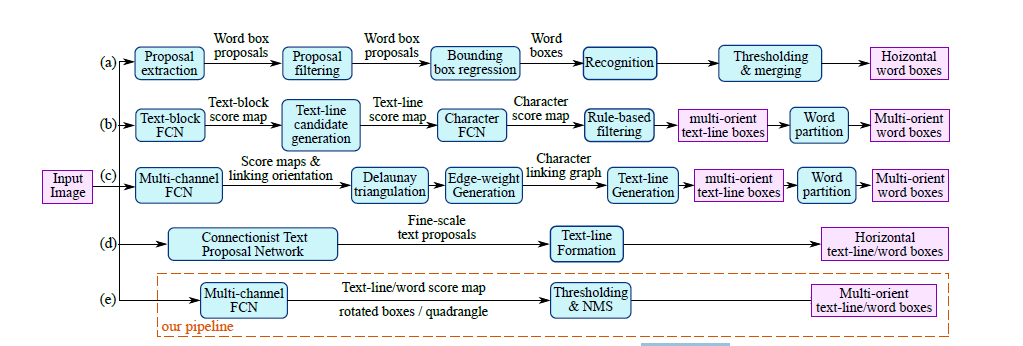 Input
Image
(a)
Proposal
extraction
Word box
proposals
Proposal
filtering
Word box
proposals
Bounding
box regression
Word
boxes
Recognition
Thresholding
& merging
Hoizontal
word boxes
(b)
Text-block
FCN
Text-block
score map
Text-line
candidate
generation
Text-line
score map
Character
FCN
Character
score map
Rule-based
filtering
multi-orient
text-line boxes
Word
partition
Multi-orient
word boxes
(c)
Multi-channel
FCN
Score maps &
linking orientation
Delaunay
triangulation
Edge-weight
Generation
Character
linking graph
Text-line
Generation
multi-orient
text-line boxes
Word
partition
Multi-orient
word boxes
(d)
Connectionist Text
Proposal Network
Fine-scale
text proposals
Text-line
Formation
Horizontal
text-line/word boxes
(e)
Multi-channel
FCN
Text-line/word score map
rotated boxes / quadrangle
Thresholding
& NMS
Multi-orient
text-line/word boxes
our pipeline